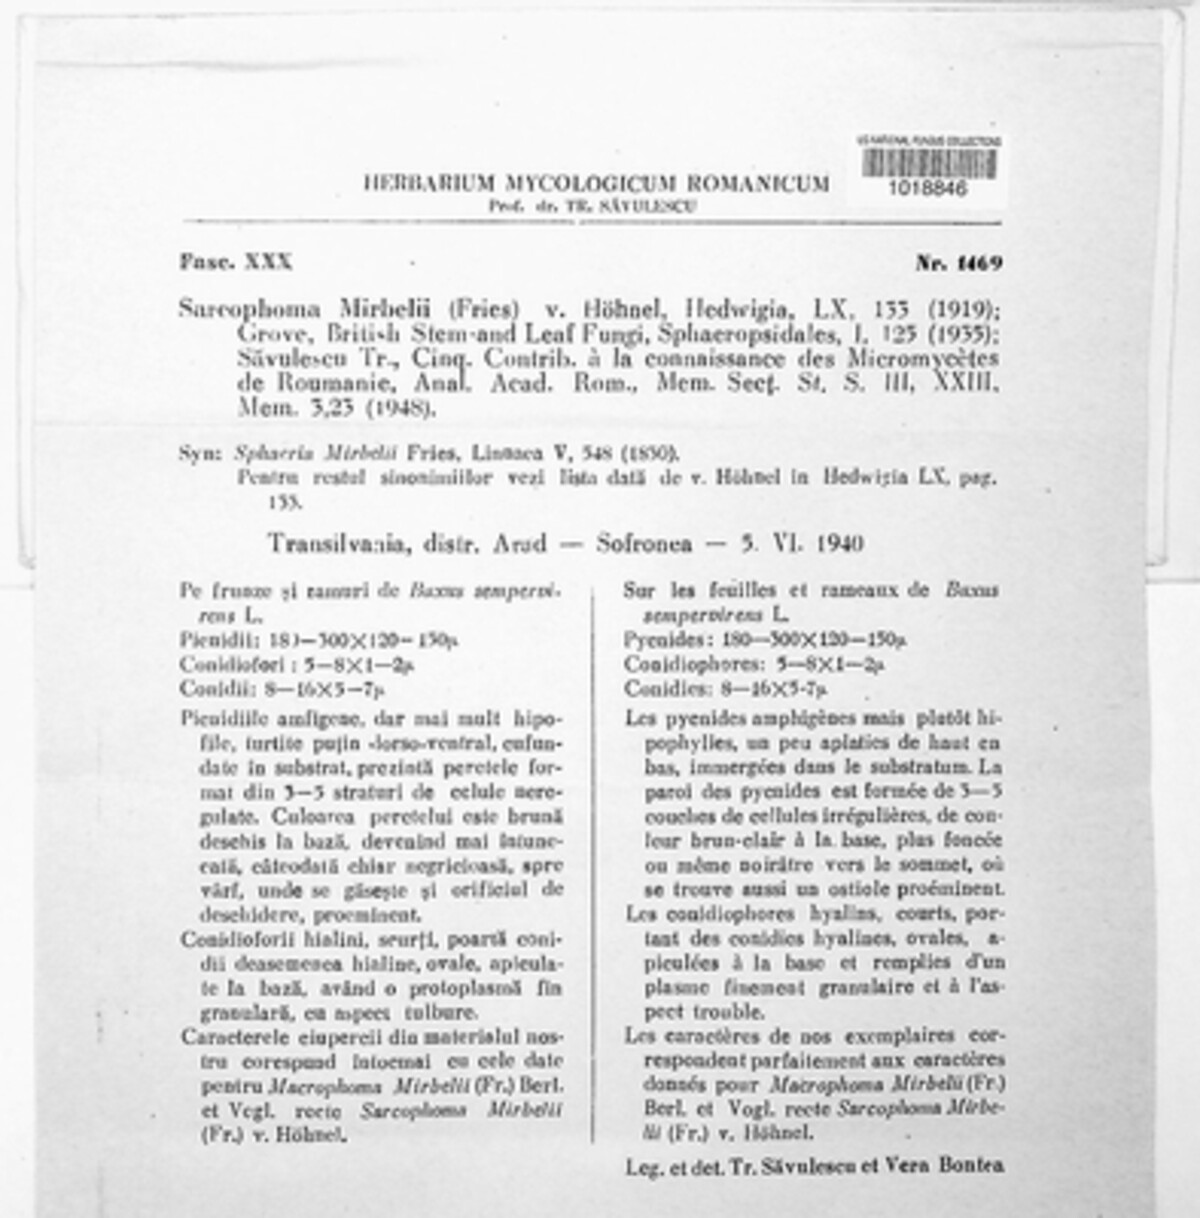 US NATIONAL FUNGUS COLLECTIONS
1018846
HERBARIUM MYCOLOGICUM ROMANICUM
Prof. dr. TR. SĂVULESCU
Fasc. XXX
Nr. 1469
Sarcophoma Mirbelii (Fries) v. Höhnel, Hedwigia, LX, 133 (1919);
Grove, British Stem-and Leaf Fungi, Sphaeropsidales, I, 125 (1935);
Săvulescu Tr., Cinq. Contrib. à la connaissance des Micromycètes
de Roumanie, Anal. Acad. Rom., Mem. Secţ. St. S. III, XXIII,
Mem. 3,23 (1948).
Syn: Sphaeria Mirbelii Fries, Linnaea V, 548 (1830).
Pentru restul sinonimiilor vezi lista dată de v. Höhnel in Hedwigia LX, pag.
133.
Transilvania, distr. Arad — Sofronea — 5. VI. 1940
Pe frunze şi ramuri de Buxus sempervi-
rens L.
Picnidii: 180—300×120—150µ
Conidiofori: 5—8×1—2µ
Conidii: 8—16×5—7µ
Picnidiile amfigene, dar mai mult hipo-
file, turtite puţin dorso-ventral, cufun-
date in substrat, prezintă peretele for-
mat din 3—5 straturi de celule nere-
gulate. Culoarea peretelui este brună
deschis la bază, devenind mai întune-
cată, câteodată chiar negricioasă, spre
vârf, unde se găseşte şi orificiul de
deschidere, proeminent.
Conidioforii hialini, scurţi, poartă coni-
dii deasemenea hialine, ovale, apicula-
te la bază, având o protoplasmă fin
granulară, cu aspect tulbure.
Caracterele ciupercii din materialul nos-
tru corespund întocmai cu cele date
pentru Macrophoma Mirbelii (Fr.) Berl.
et Vogl. recte Sarcophoma Mirbelii
(Fr.) v. Höhnel.
Sur les feuilles et rameaux de Buxus
sempervirens L.
Pycnides: 180—300×120—150µ
Conidiophores: 5—8×1—2µ
Conidies: 8—16×5-7µ
Les pycnides amphigènes mais plutôt hi-
pophylles, un peu aplaties de haut en
bas, immergées dans le substratum. La
paroi des pycnides est formée de 3—5
couches de cellules irrégulières, de cou-
leur brun-clair à la base, plus foncée
ou même noirâtre vers le sommet, où
se trouve aussi un ostiole proéminent.
Les conidiophores hyalins, courts, por-
tant des conidies hyalines, ovales, a-
piculées à la base et remplies d'un
plasme finement granulaire et à l'as-
pect trouble.
Les caractères de nos exemplaires cor-
respondent parfaitement aux caractères
donnés pour Macrophoma Mirbelii (Fr.)
Berl. et Vogl. recte Sarcophoma Mirbe-
lii (Fr.) v. Höhnel.
Leg. et det. Tr. Săvulescu et Vera Bontea